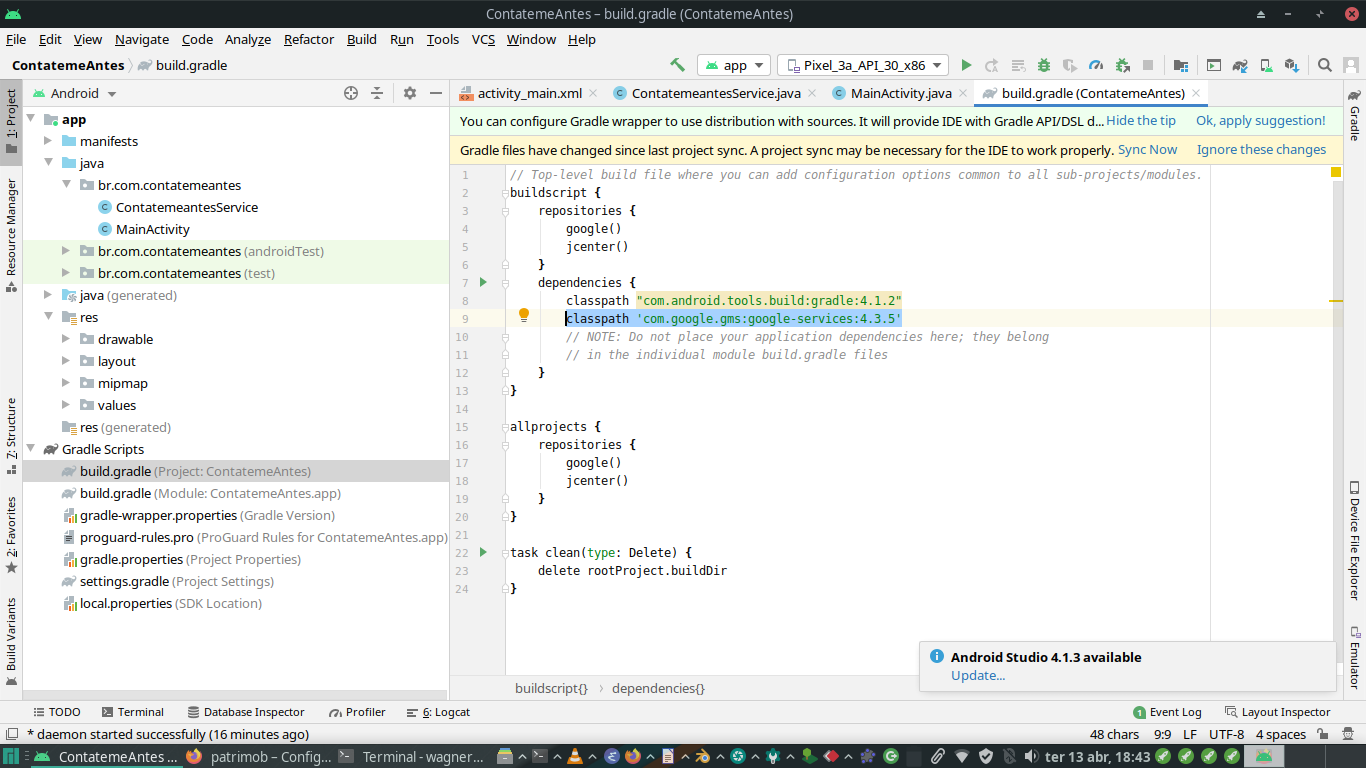 ContatemeAntes – build.gradle (ContatemeAntes)
File Edit View Navigate Code Analyze Refactor Build Run Tools VCS Window Help
ContatemeAntes build.gradle app Pixel_3a_API_30_x86
Android
activity_main.xml ContatemeantesService.java MainActivity.java build.gradle (ContatemeAntes)
You can configure Gradle wrapper to use distribution with sources. It will provide IDE with Gradle API/DSL d... Hide the tip Ok, apply suggestion!
Gradle files have changed since last project sync. A project sync may be necessary for the IDE to work properly. Sync Now Ignore these changes
1: Project
Resource Manager
Z: Structure
2: Favorites
Build Variants
app
manifests
java
br.com.contatemeantes
ContatemeantesService
MainActivity
br.com.contatemeantes (androidTest)
br.com.contatemeantes (test)
java (generated)
res
drawable
layout
mipmap
values
res (generated)
Gradle Scripts
build.gradle (Project: ContatemeAntes)
build.gradle (Module: ContatemeAntes.app)
gradle-wrapper.properties (Gradle Version)
proguard-rules.pro (ProGuard Rules for ContatemeAntes.app)
gradle.properties (Project Properties)
settings.gradle (Project Settings)
local.properties (SDK Location)
1 // Top-level build file where you can add configuration options common to all sub-projects/modules.
2 buildscript {
3 repositories {
4 google()
5 jcenter()
6 }
7 dependencies {
8 classpath "com.android.tools.build:gradle:4.1.2"
9 classpath 'com.google.gms:google-services:4.3.5'
10 // NOTE: Do not place your application dependencies here; they belong
11 // in the individual module build.gradle files
12 }
13 }
14
15 allprojects {
16 repositories {
17 google()
18 jcenter()
19 }
20 }
21
22 task clean(type: Delete) {
23 delete rootProject.buildDir
24 }
Gradle
Device File Explorer
Emulator
Android Studio 4.1.3 available
Update...
buildscript{} dependencies{}
TODO Terminal Database Inspector Profiler 6: Logcat 1 Event Log Layout Inspector
* daemon started successfully (16 minutes ago) 48 chars 9:9 LF UTF-8 4 spaces
ContatemeAntes ... patrimob – Config... Terminal - wagner... ter 13 abr, 18:43